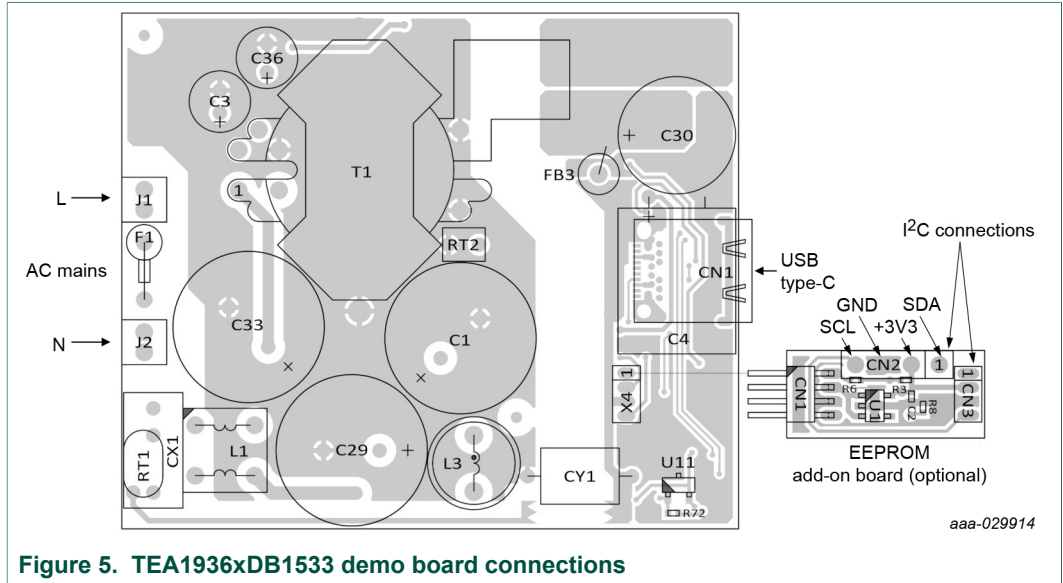 C36
C3
T1
C30
FB3
1
L
J1
F1
AC mains
N
J2
RT2
C33
C1
CN1
USB
type-C
C4
I²C connections
GND
SDA
SCL
+3V3
1
X4
CN2
1
1
CN1
R6
R3
U1
C2
R8
CN3
RT1
CX1
L1
C29
L3
CY1
U11
R72
EEPROM
add-on board (optional)
aaa-029914
Figure 5. TEA1936xDB1533 demo board connections